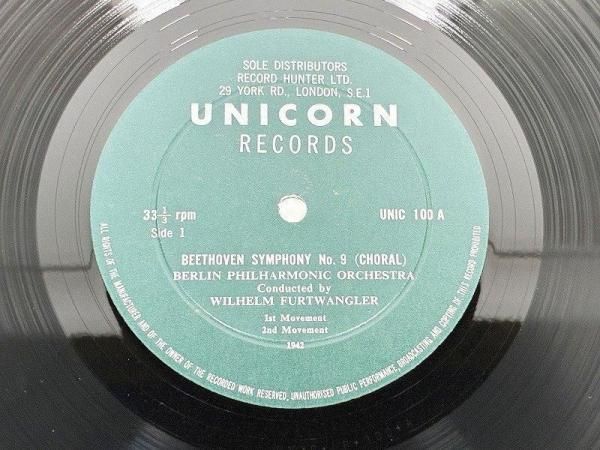 SOLE DISTRIBUTORS
RECORD HUNTER LTD.
29 YORK RD., LONDON, S.E.1
UNICORN
RECORDS
33 1/3 rpm
Side 1
UNIC 100 A
BEETHOVEN SYMPHONY No. 9 (CHORAL)
BERLIN PHILHARMONIC ORCHESTRA
Conducted by
WILHELM FURTWANGLER
1st Movement
2nd Movement
1942
ALL RIGHTS OF THE MANUFACTURER AND OF THE OWNER OF THE RECORDED WORK RESERVED, UNAUTHORISED PUBLIC PERFORMANCE, BROADCASTING AND COPYING OF THIS RECORD PROHIBITED